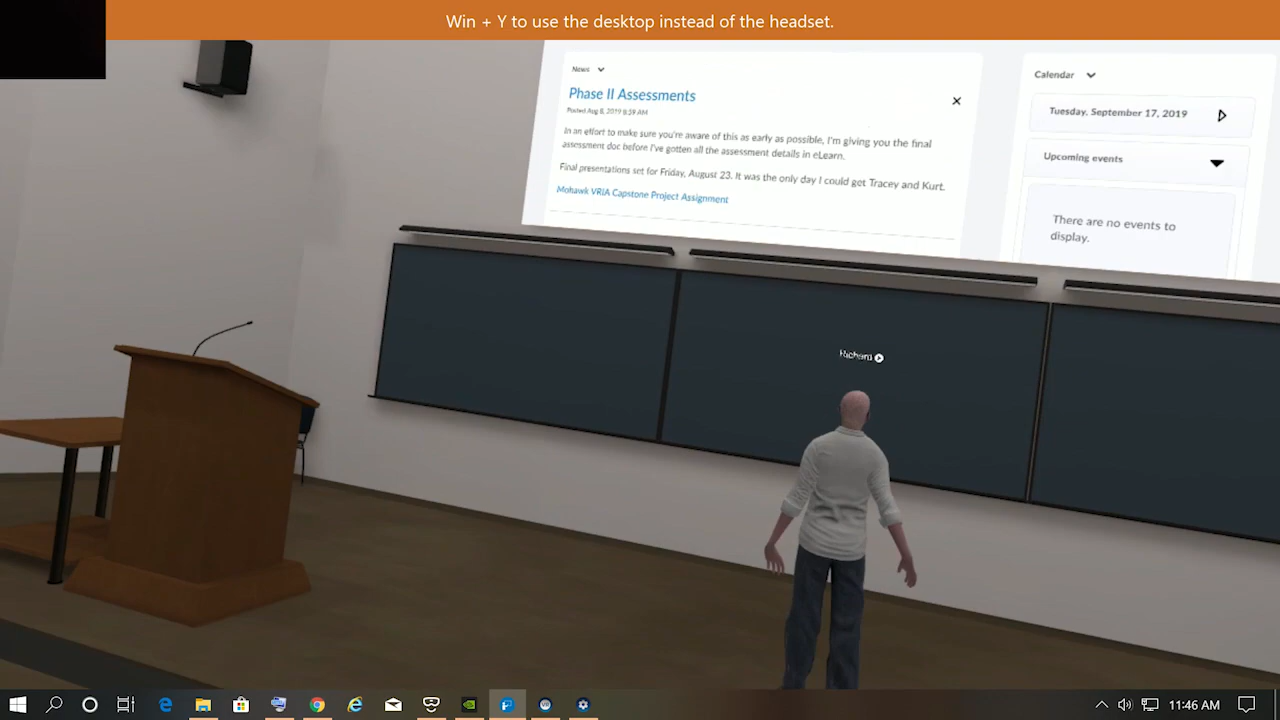 Win + Y to use the desktop instead of the headset.
News
Phase II Assessments
Posted Aug 8, 2019 8:59 AM
In an effort to make sure you're aware of this as early as possible, I'm giving you the final
assessment doc before I've gotten all the assessment details in eLearn.
Final presentations set for Friday, August 23. It was the only day I could get Tracey and Kurt.
Mohawk VRIA Capstone Project Assignment
Calendar
Tuesday, September 17, 2019
Upcoming events
There are no events to
display.
Richard
11:46 AM